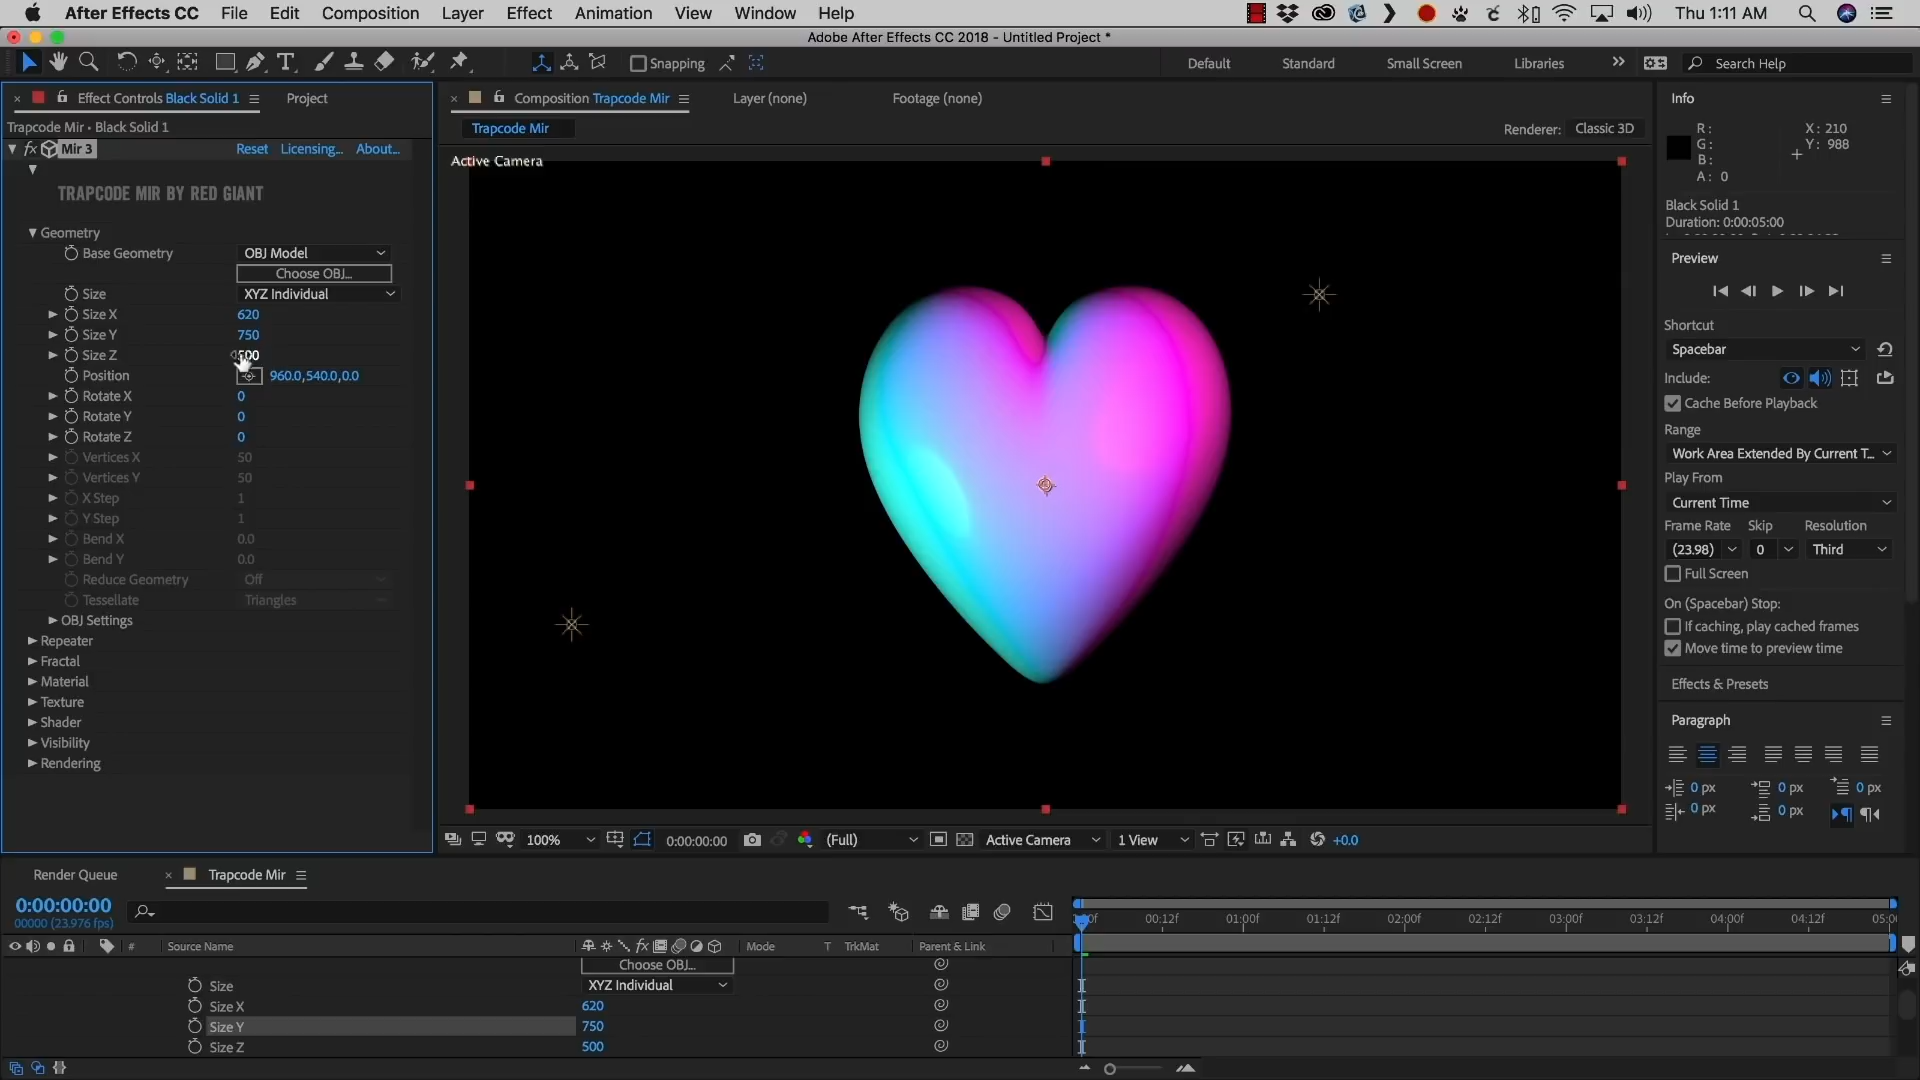 After Effects CC File Edit Composition Layer Effect Animation View Window Help Thu 1:11 AM
Adobe After Effects CC 2018 - Untitled Project *
Snapping Default Standard Small Screen Libraries Search Help
Effect Controls Black Solid 1 Project
Composition Trapcode Mir Layer (none) Footage (none)
Trapcode Mir • Black Solid 1
Trapcode Mir Renderer: Classic 3D
fx Mir 3 Reset Licensing... About...
TRAPCODE MIR BY RED GIANT
Geometry
Base Geometry OBJ Model
Choose OBJ...
Size XYZ Individual
Size X 620
Size Y 750
Size Z 500
Position 960.0,540.0,0.0
Rotate X 0
Rotate Y 0
Rotate Z 0
Vertices X 50
Vertices Y 50
X Step 1
Y Step 1
Bend X 0.0
Bend Y 0.0
Reduce Geometry Off
Tessellate Triangles
OBJ Settings
Repeater
Fractal
Material
Texture
Shader
Visibility
Rendering
Active Camera
100% 0:00:00:00 (Full) Active Camera 1 View +0.0
Info
R: X: 210
G: Y: 988
B:
A: 0
Black Solid 1
Duration: 0:00:05:00
Preview
Shortcut
Spacebar
Include:
Cache Before Playback
Range
Work Area Extended By Current T...
Play From
Current Time
Frame Rate Skip Resolution
(23.98) 0 Third
Full Screen
On (Spacebar) Stop:
If caching, play cached frames
Move time to preview time
Effects & Presets
Paragraph
0 px 0 px 0 px
0 px 0 px
Render Queue Trapcode Mir
0:00:00:00
00000 (23.976 fps)
00:12f 01:00f 01:12f 02:00f 02:12f 03:00f 03:12f 04:00f 04:12f
# Source Name fx Mode T TrkMat Parent & Link
Choose OBJ...
Size XYZ Individual
Size X 620
Size Y 750
Size Z 500